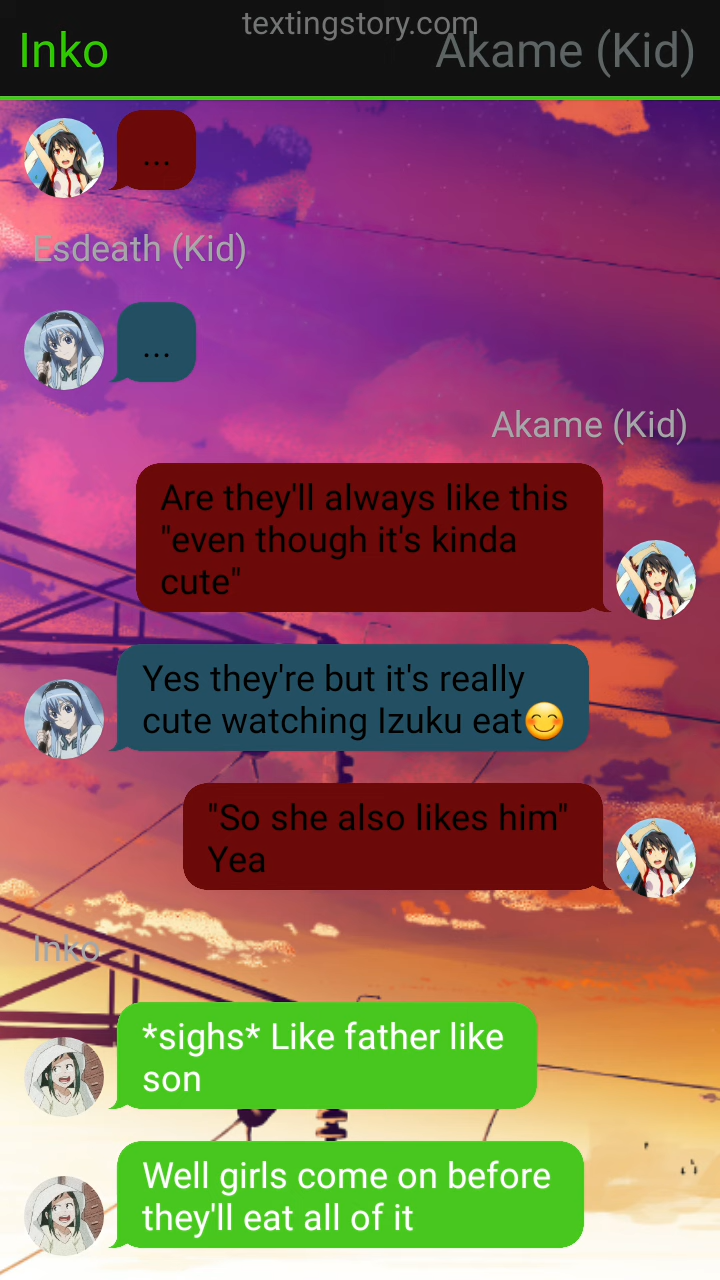 textingstory.com
Inko
Akame (Kid)
...
Esdeath (Kid)
...
Akame (Kid)
Are they'll always like this
"even though it's kinda
cute"
Yes they're but it's really
cute watching Izuku eat😊
"So she also likes him"
Yea
Inko
*sighs* Like father like
son
Well girls come on before
they'll eat all of it